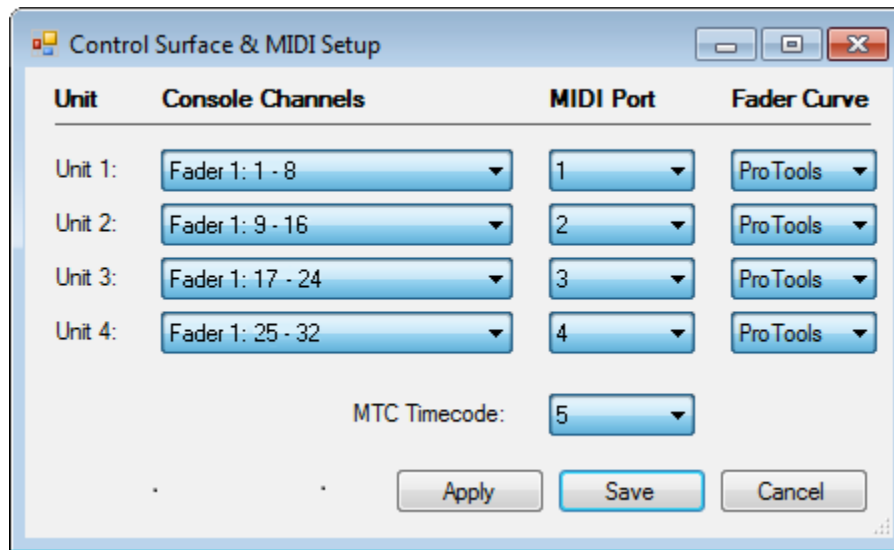 Control Surface & MIDI Setup
Unit Console Channels MIDI Port Fader Curve
Unit 1: Fader 1: 1 - 8 1 ProTools
Unit 2: Fader 1: 9 - 16 2 ProTools
Unit 3: Fader 1: 17 - 24 3 ProTools
Unit 4: Fader 1: 25 - 32 4 ProTools
MTC Timecode: 5
Apply Save Cancel